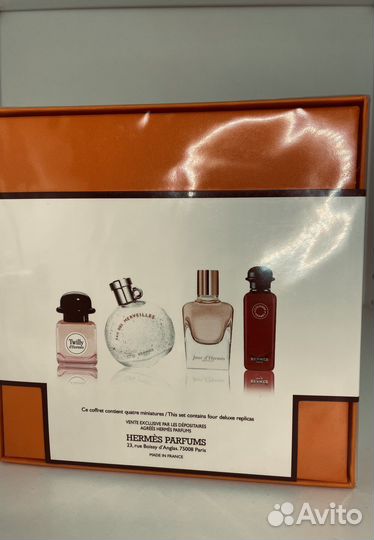 Twilly
d'Hermès
EAU DES MERVEILLES
HERMÈS
Jour d'Hermès
HERMÈS
Ce coffret contient quatre miniatures / This set contains four deluxe replicas
VENTE EXCLUSIVE PAR LES DÉPOSITAIRES
AGRÉÉS HERMÈS PARFUMS
HERMÈS PARFUMS
23, rue Boissy d'Anglas. 75008 Paris
MADE IN FRANCE
Avito